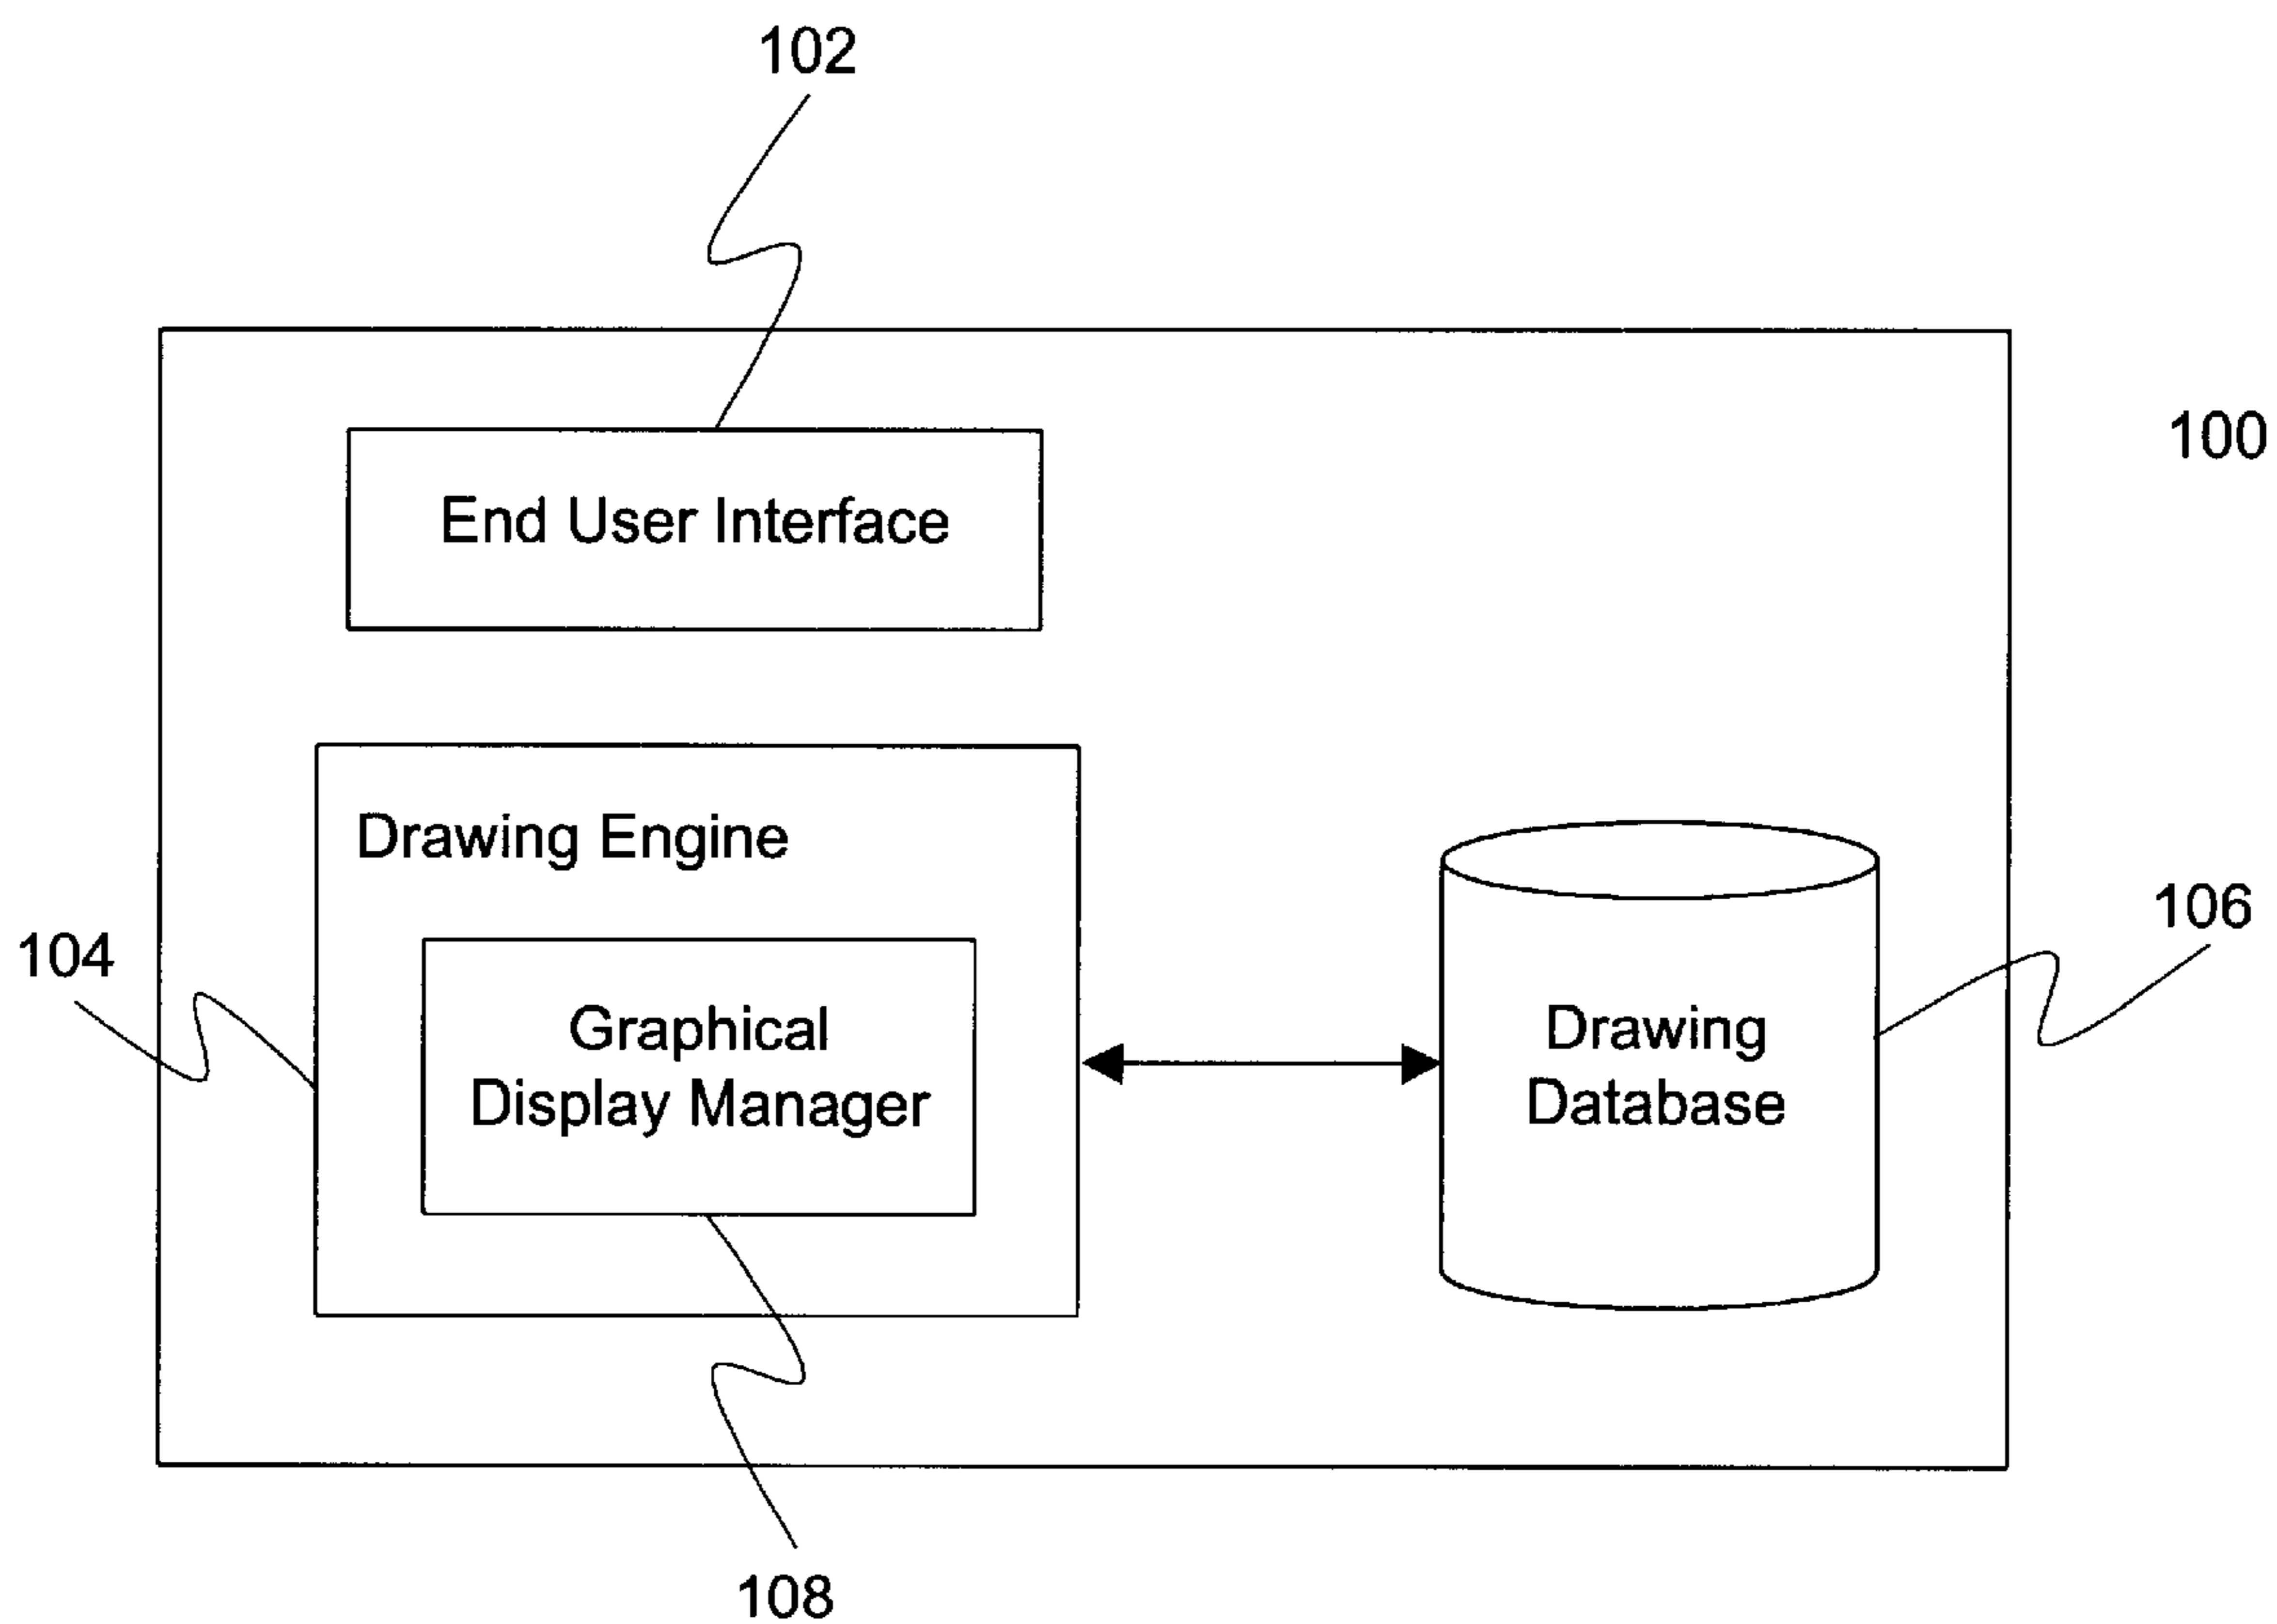 102
100
End User Interface
Drawing Engine
104
106
Graphical
Display Manager
Drawing
Database
108